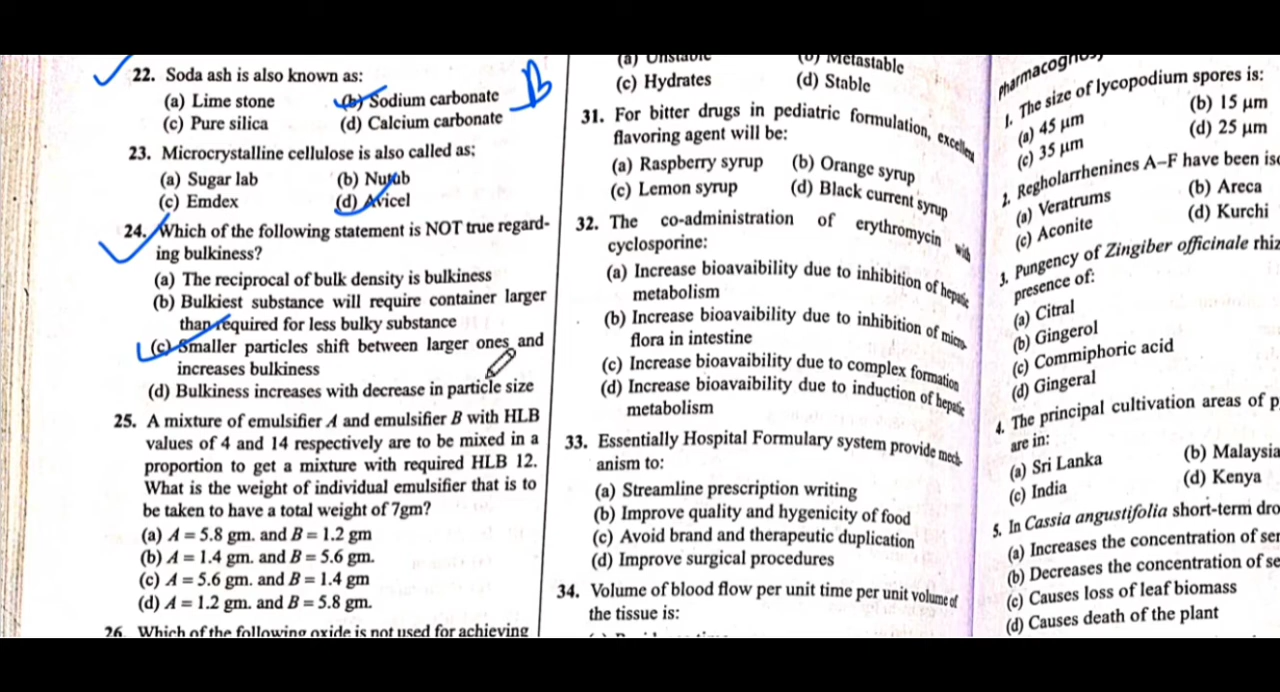 22. Soda ash is also known as:
(a) Lime stone (b) Sodium carbonate
(c) Pure silica (d) Calcium carbonate
B
23. Microcrystalline cellulose is also called as:
(a) Sugar lab (b) Nutab
(c) Emdex (d) Avicel
24. Which of the following statement is NOT true regard-
ing bulkiness?
(a) The reciprocal of bulk density is bulkiness
(b) Bulkiest substance will require container larger
than required for less bulky substance
(c) Smaller particles shift between larger ones and
increases bulkiness
(d) Bulkiness increases with decrease in particle size
25. A mixture of emulsifier A and emulsifier B with HLB
values of 4 and 14 respectively are to be mixed in a
proportion to get a mixture with required HLB 12.
What is the weight of individual emulsifier that is to
be taken to have a total weight of 7gm?
(a) A = 5.8 gm. and B = 1.2 gm
(b) A = 1.4 gm. and B = 5.6 gm.
(c) A = 5.6 gm. and B = 1.4 gm
(d) A = 1.2 gm. and B = 5.8 gm.
26. Which of the following oxide is not used for achieving
(a) Unstable (b) Metastable
(c) Hydrates (d) Stable
31. For bitter drugs in pediatric formulation, excellent
flavoring agent will be:
(a) Raspberry syrup (b) Orange syrup
(c) Lemon syrup (d) Black current syrup
32. The co-administration of erythromycin with
cyclosporine:
(a) Increase bioavaibility due to inhibition of hepatic
metabolism
(b) Increase bioavaibility due to inhibition of micro-
flora in intestine
(c) Increase bioavaibility due to complex formation
(d) Increase bioavaibility due to induction of hepatic
metabolism
33. Essentially Hospital Formulary system provide mech-
anism to:
(a) Streamline prescription writing
(b) Improve quality and hygenicity of food
(c) Avoid brand and therapeutic duplication
(d) Improve surgical procedures
34. Volume of blood flow per unit time per unit volume of
the tissue is:
pharmacognosy
1. The size of lycopodium spores is:
(a) 45 µm (b) 15 µm
(c) 35 µm (d) 25 µm
2. Regholarrhenines A–F have been iso
(a) Veratrums (b) Areca
(c) Aconite (d) Kurchi
3. Pungency of Zingiber officinale rhiz
presence of:
(a) Citral
(b) Gingerol
(c) Commiphoric acid
(d) Gingeral
4. The principal cultivation areas of p
are in:
(a) Sri Lanka (b) Malaysia
(c) India (d) Kenya
5. In Cassia angustifolia short-term dro
(a) Increases the concentration of sen
(b) Decreases the concentration of se
(c) Causes loss of leaf biomass
(d) Causes death of the plant